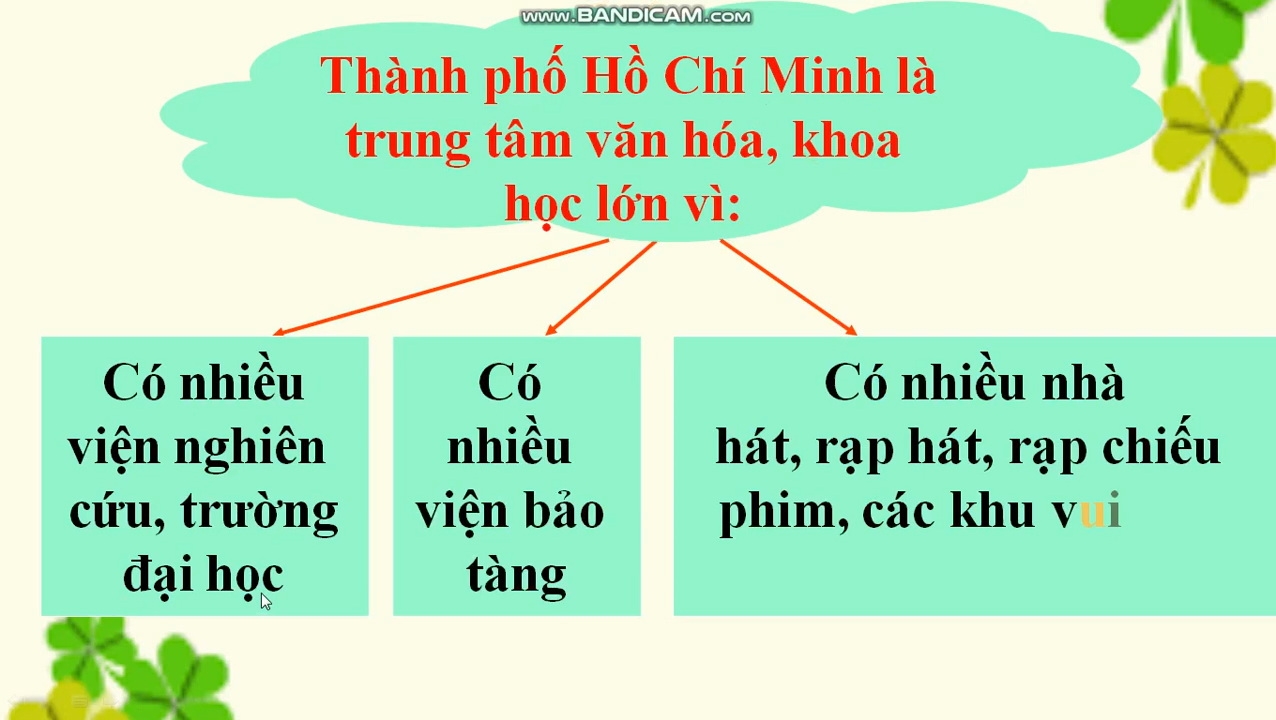 www.BANDICAM.com
Thành phố Hồ Chí Minh là
trung tâm văn hóa, khoa
học lớn vì:
Có nhiều
viện nghiên
cứu, trường
đại học
Có
nhiều
viện bảo
tàng
Có nhiều nhà
hát, rạp hát, rạp chiếu
phim, các khu vui